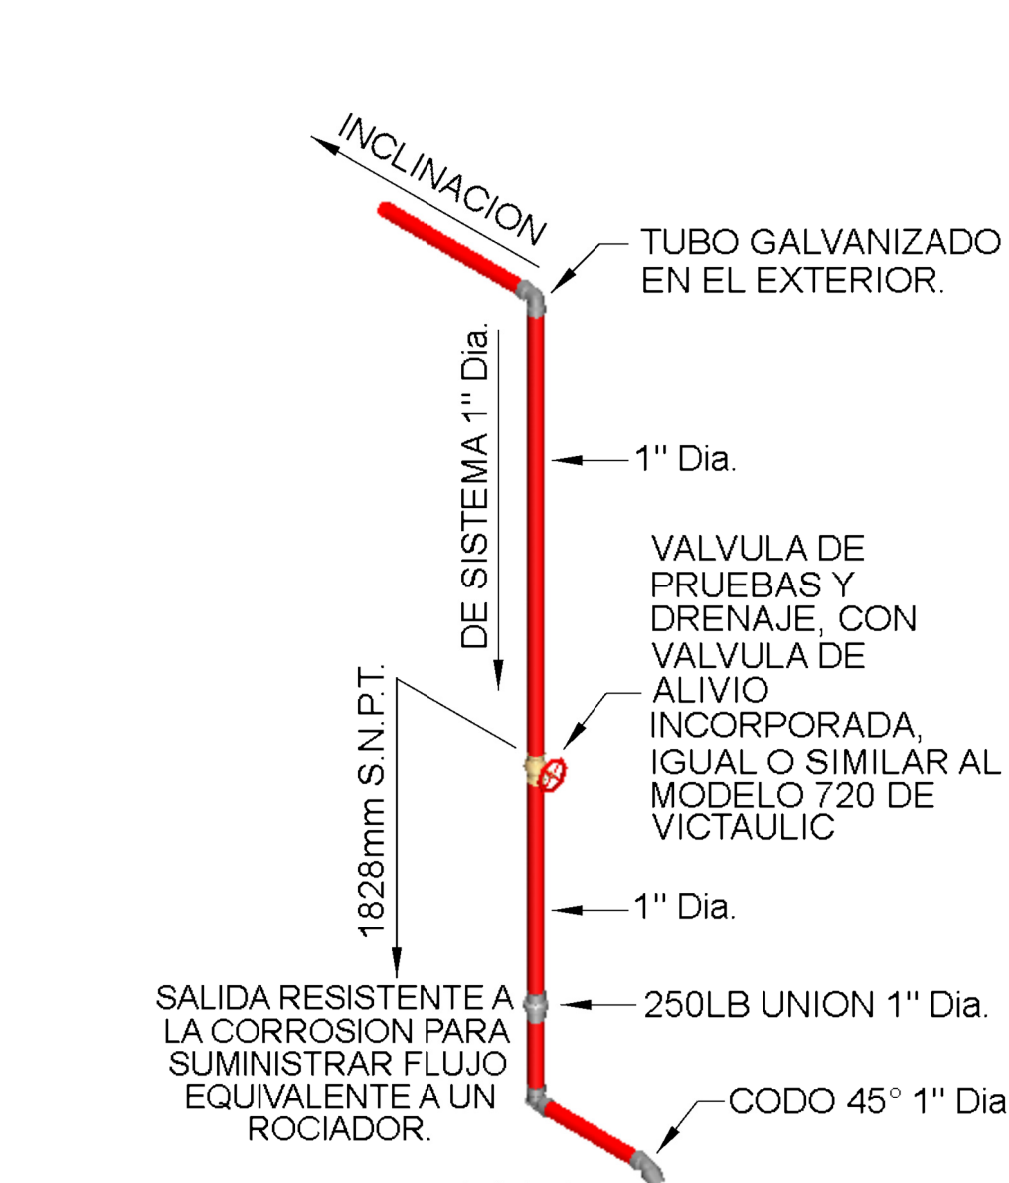 INCLINACION
TUBO GALVANIZADO
EN EL EXTERIOR.
DE SISTEMA 1" Dia.
1" Dia.
VALVULA DE
PRUEBAS Y
DRENAJE, CON
VALVULA DE
ALIVIO
INCORPORADA,
IGUAL O SIMILAR AL
MODELO 720 DE
VICTAULIC
1828mm S.N.P.T.
1" Dia.
SALIDA RESISTENTE A
LA CORROSION PARA
SUMINISTRAR FLUJO
EQUIVALENTE A UN
ROCIADOR.
250LB UNION 1" Dia.
CODO 45° 1" Dia